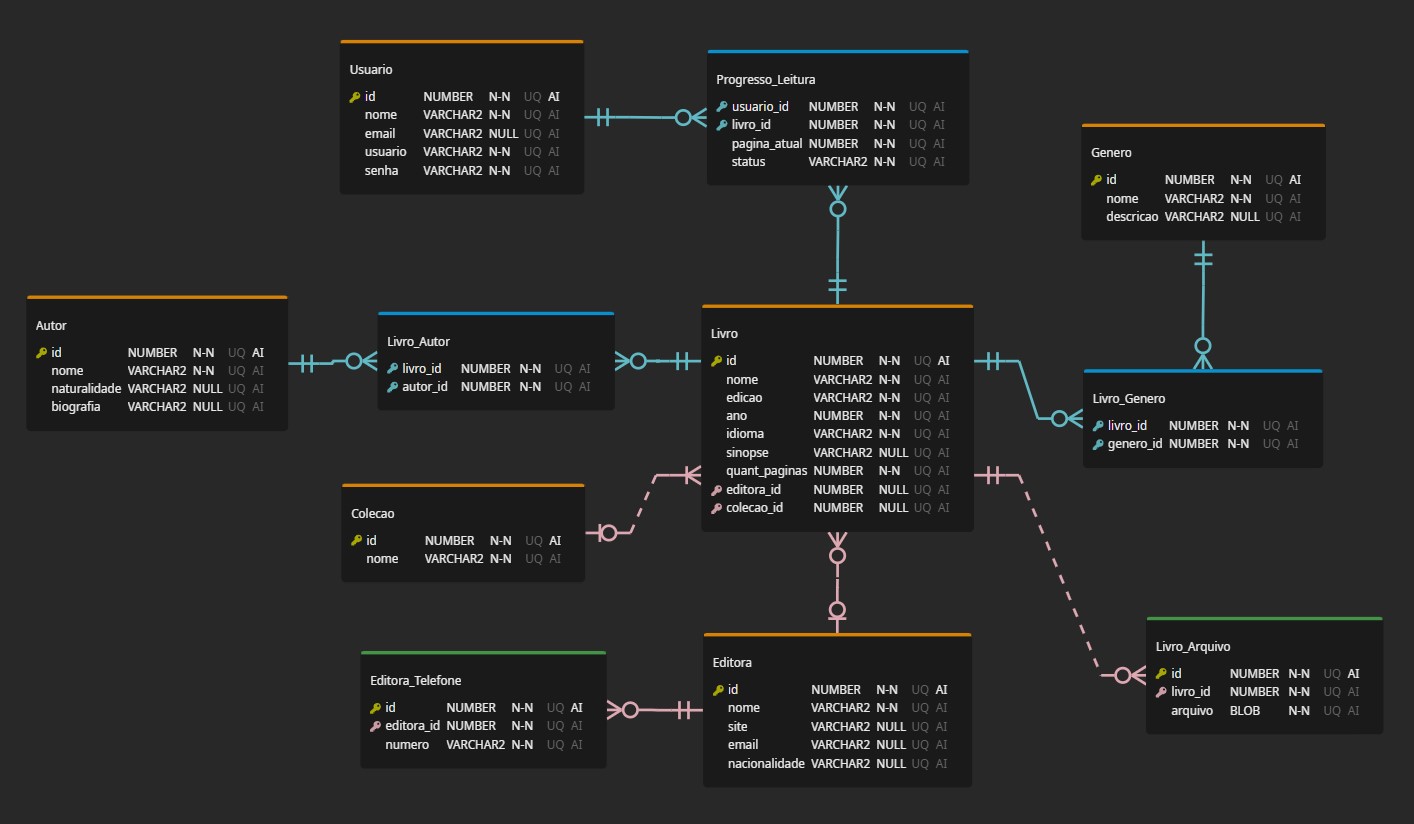 Usuario
id NUMBER N-N UQ AI
nome VARCHAR2 N-N UQ AI
email VARCHAR2 NULL UQ AI
usuario VARCHAR2 N-N UQ AI
senha VARCHAR2 N-N UQ AI
Progresso_Leitura
usuario_id NUMBER N-N UQ AI
livro_id NUMBER N-N UQ AI
pagina_atual NUMBER N-N UQ AI
status VARCHAR2 N-N UQ AI
Genero
id NUMBER N-N UQ AI
nome VARCHAR2 N-N UQ AI
descricao VARCHAR2 NULL UQ AI
Autor
id NUMBER N-N UQ AI
nome VARCHAR2 N-N UQ AI
naturalidade VARCHAR2 NULL UQ AI
biografia VARCHAR2 NULL UQ AI
Livro_Autor
livro_id NUMBER N-N UQ AI
autor_id NUMBER N-N UQ AI
Livro
id NUMBER N-N UQ AI
nome VARCHAR2 N-N UQ AI
edicao VARCHAR2 N-N UQ AI
ano NUMBER N-N UQ AI
idioma VARCHAR2 N-N UQ AI
sinopse VARCHAR2 NULL UQ AI
quant_paginas NUMBER N-N UQ AI
editora_id NUMBER NULL UQ AI
colecao_id NUMBER NULL UQ AI
Livro_Genero
livro_id NUMBER N-N UQ AI
genero_id NUMBER N-N UQ AI
Colecao
id NUMBER N-N UQ AI
nome VARCHAR2 N-N UQ AI
Editora_Telefone
id NUMBER N-N UQ AI
editora_id NUMBER N-N UQ AI
numero VARCHAR2 N-N UQ AI
Editora
id NUMBER N-N UQ AI
nome VARCHAR2 N-N UQ AI
site VARCHAR2 NULL UQ AI
email VARCHAR2 NULL UQ AI
nacionalidade VARCHAR2 NULL UQ AI
Livro_Arquivo
id NUMBER N-N UQ AI
livro_id NUMBER N-N UQ AI
arquivo BLOB N-N UQ AI